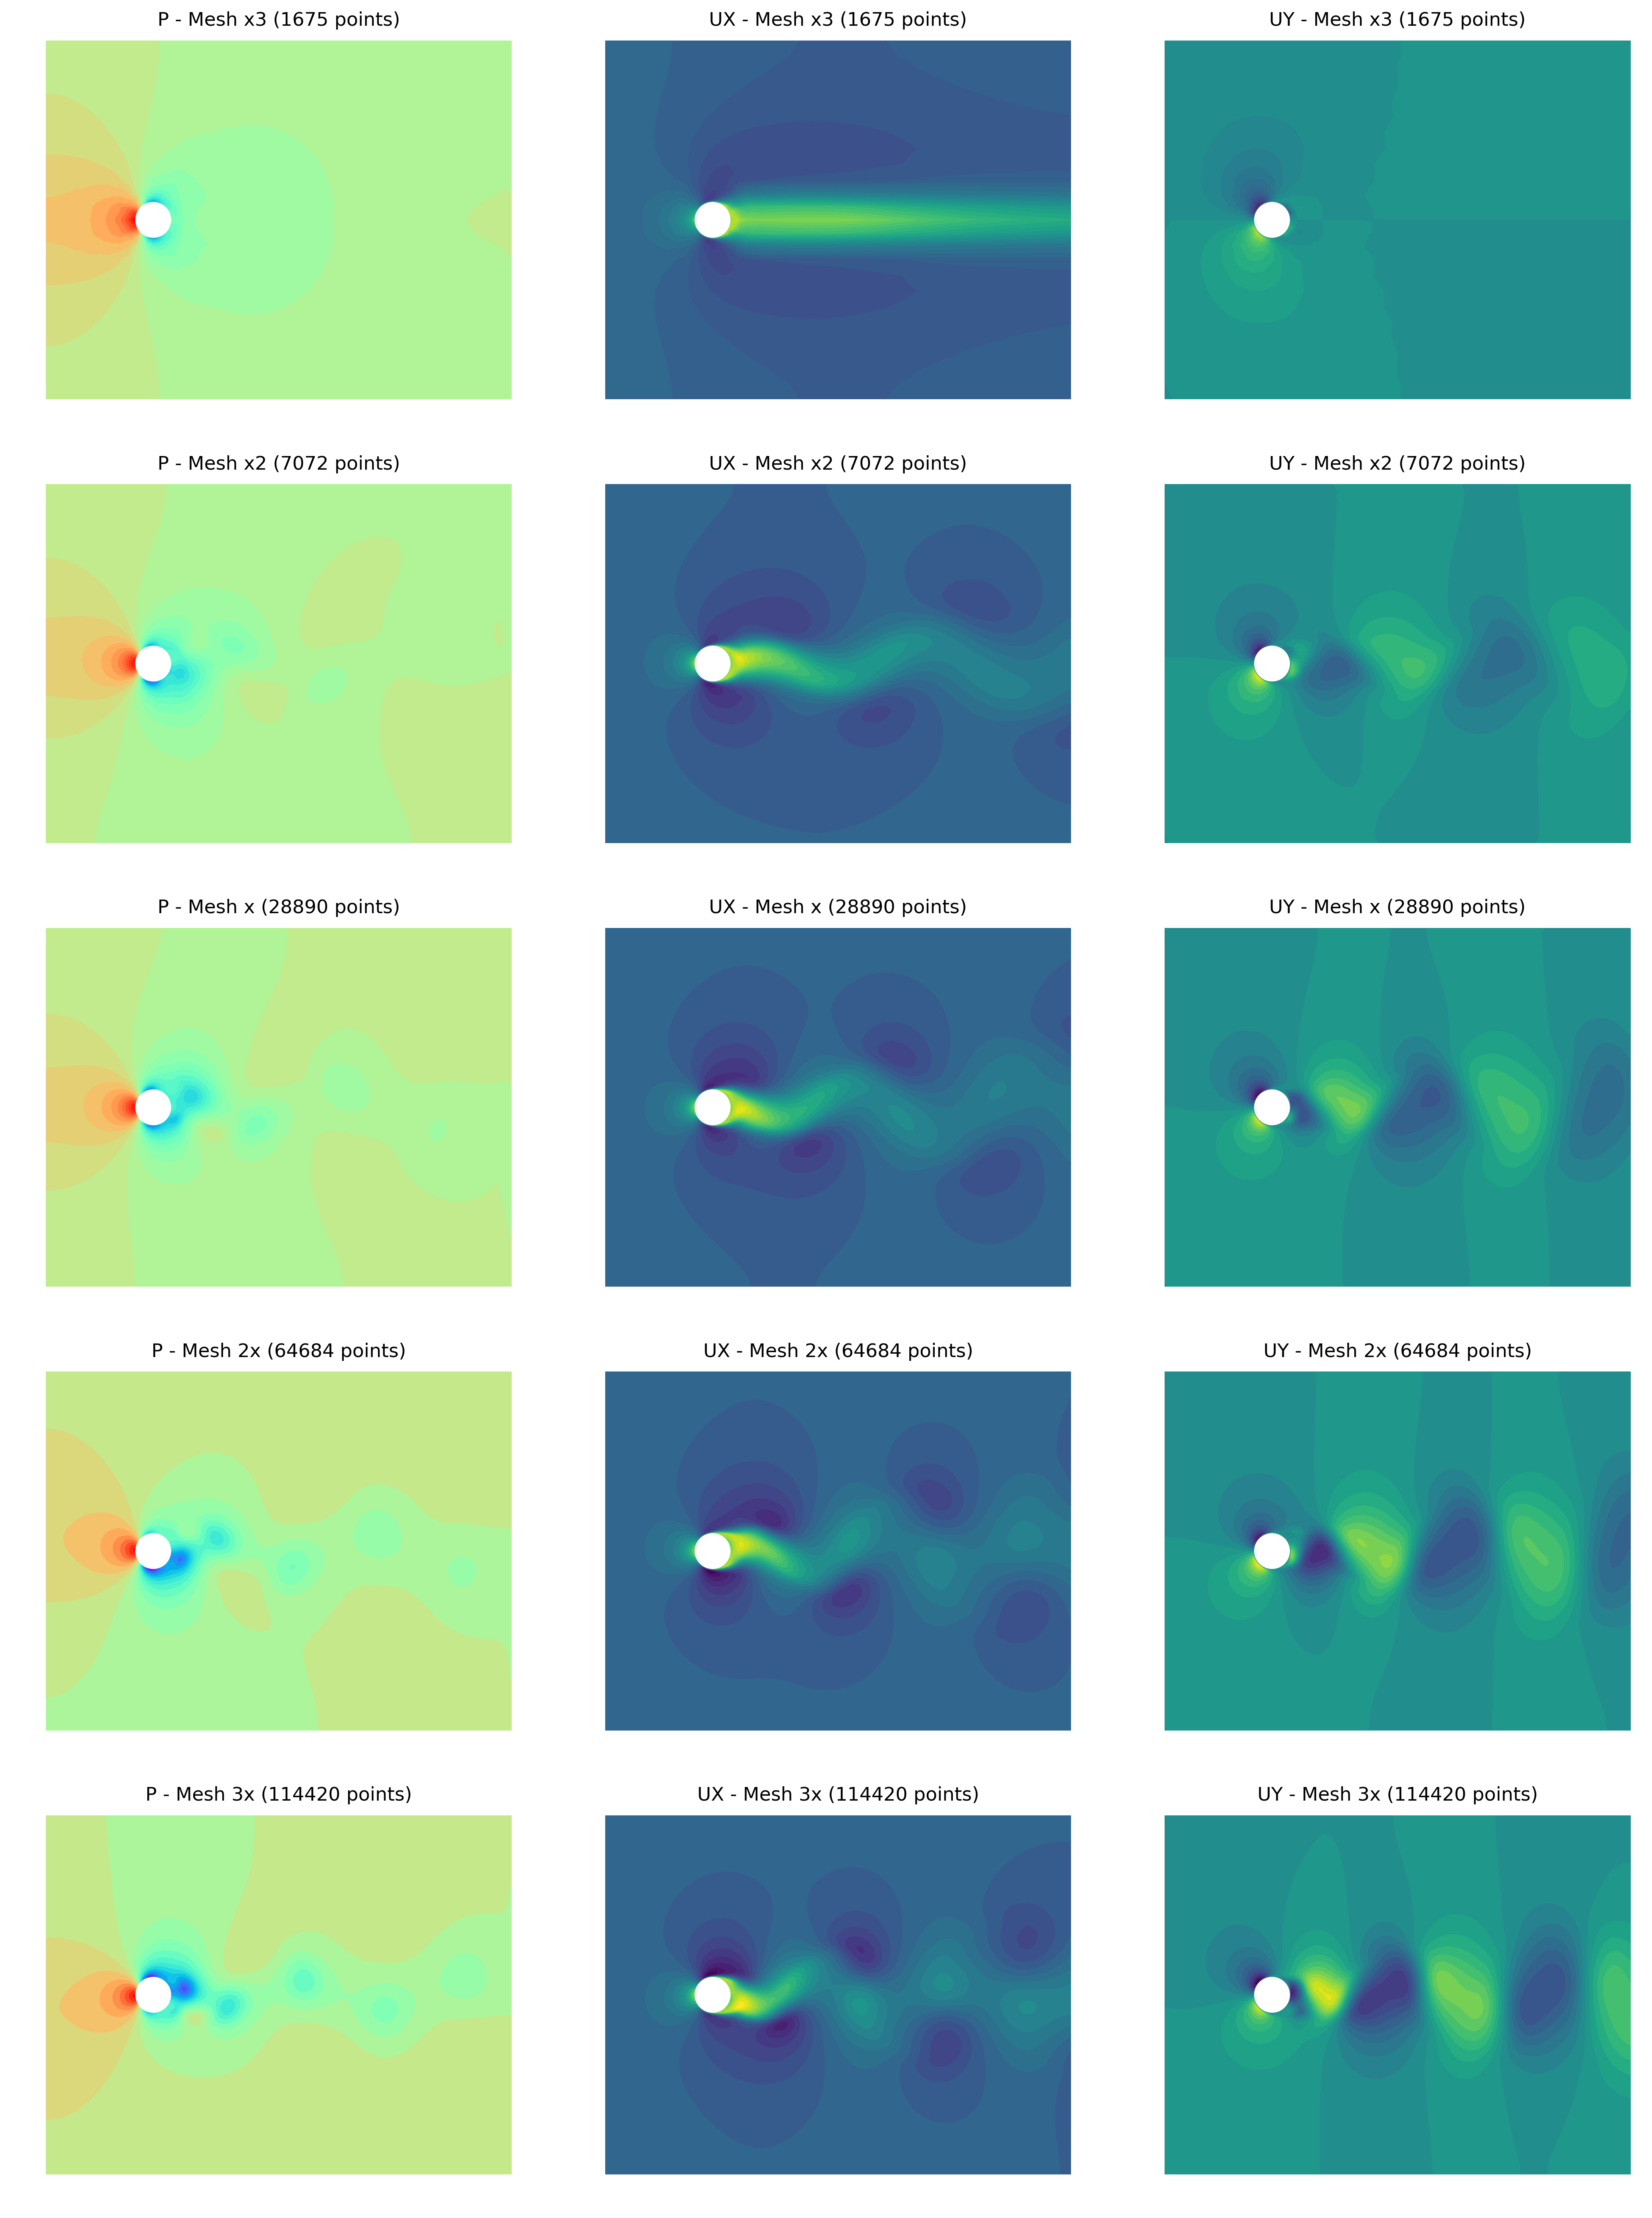 P - Mesh x3 (1675 points)
UX - Mesh x3 (1675 points)
UY - Mesh x3 (1675 points)
P - Mesh x2 (7072 points)
UX - Mesh x2 (7072 points)
UY - Mesh x2 (7072 points)
P - Mesh x (28890 points)
UX - Mesh x (28890 points)
UY - Mesh x (28890 points)
P - Mesh 2x (64684 points)
UX - Mesh 2x (64684 points)
UY - Mesh 2x (64684 points)
P - Mesh 3x (114420 points)
UX - Mesh 3x (114420 points)
UY - Mesh 3x (114420 points)